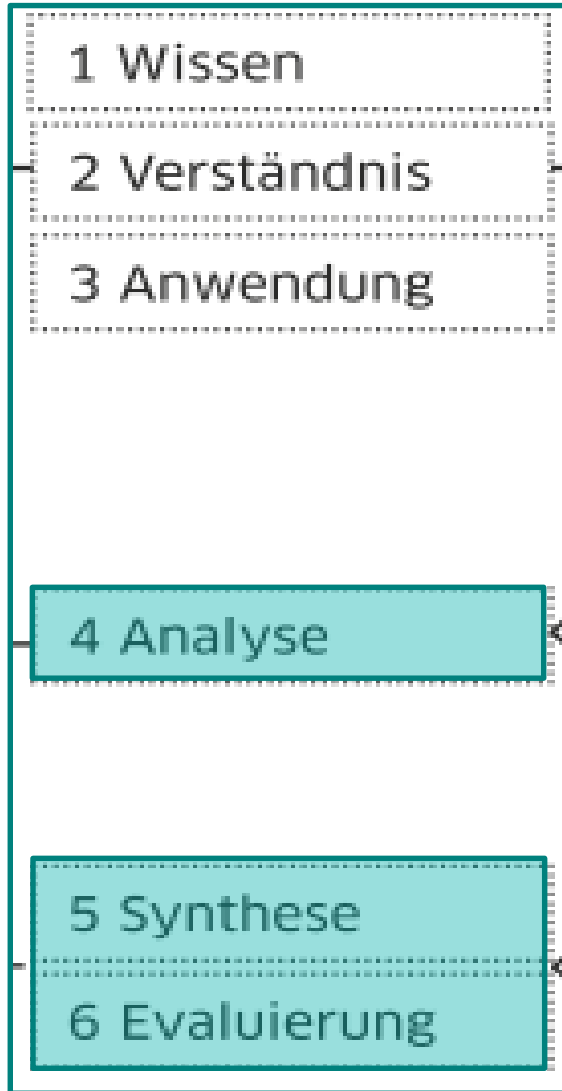 1 Wissen
2 Verständnis
3 Anwendung
4 Analyse
5 Synthese
6 Evaluierung